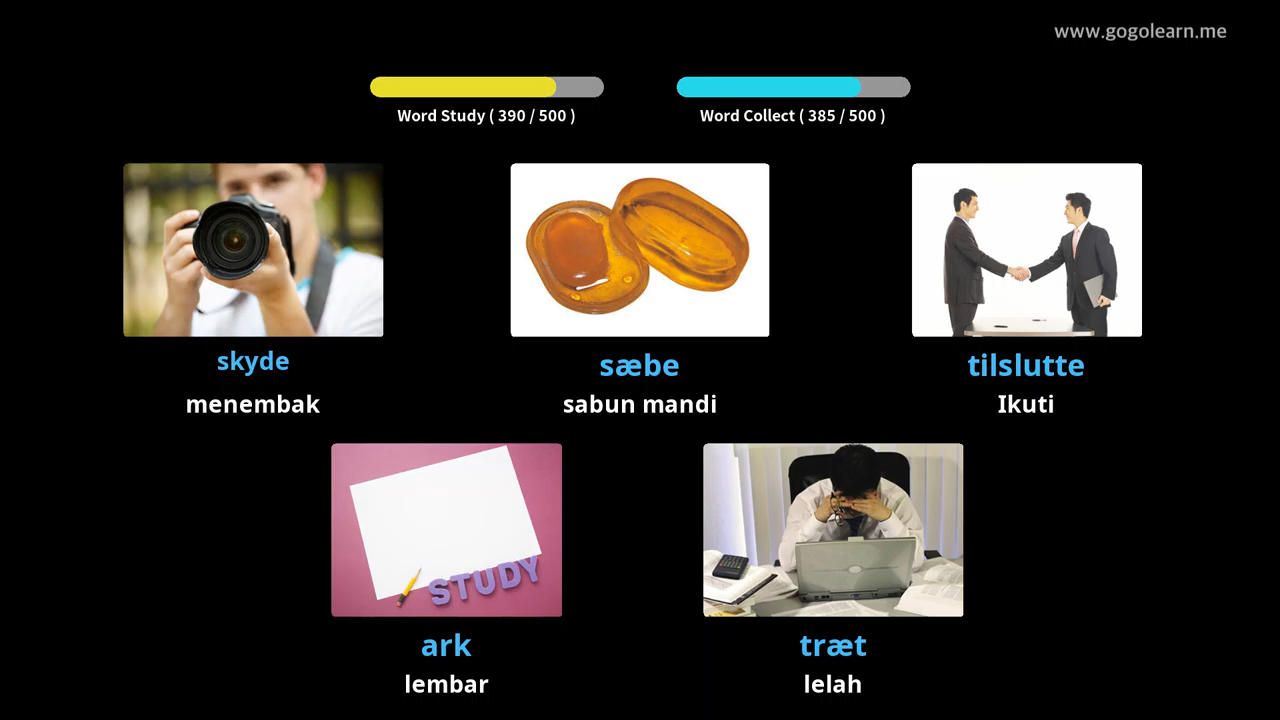 www.gogolearn.me
Word Study ( 390 / 500 )
Word Collect ( 385 / 500 )
skyde
menembak
sæbe
sabun mandi
tilslutte
Ikuti
STUDY
ark
lembar
træt
lelah